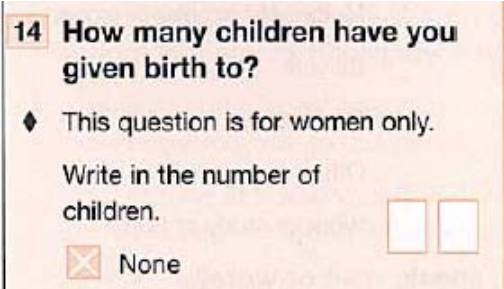 14 How many children have you
given birth to?
This question is for women only.
Write in the number of
children.
None